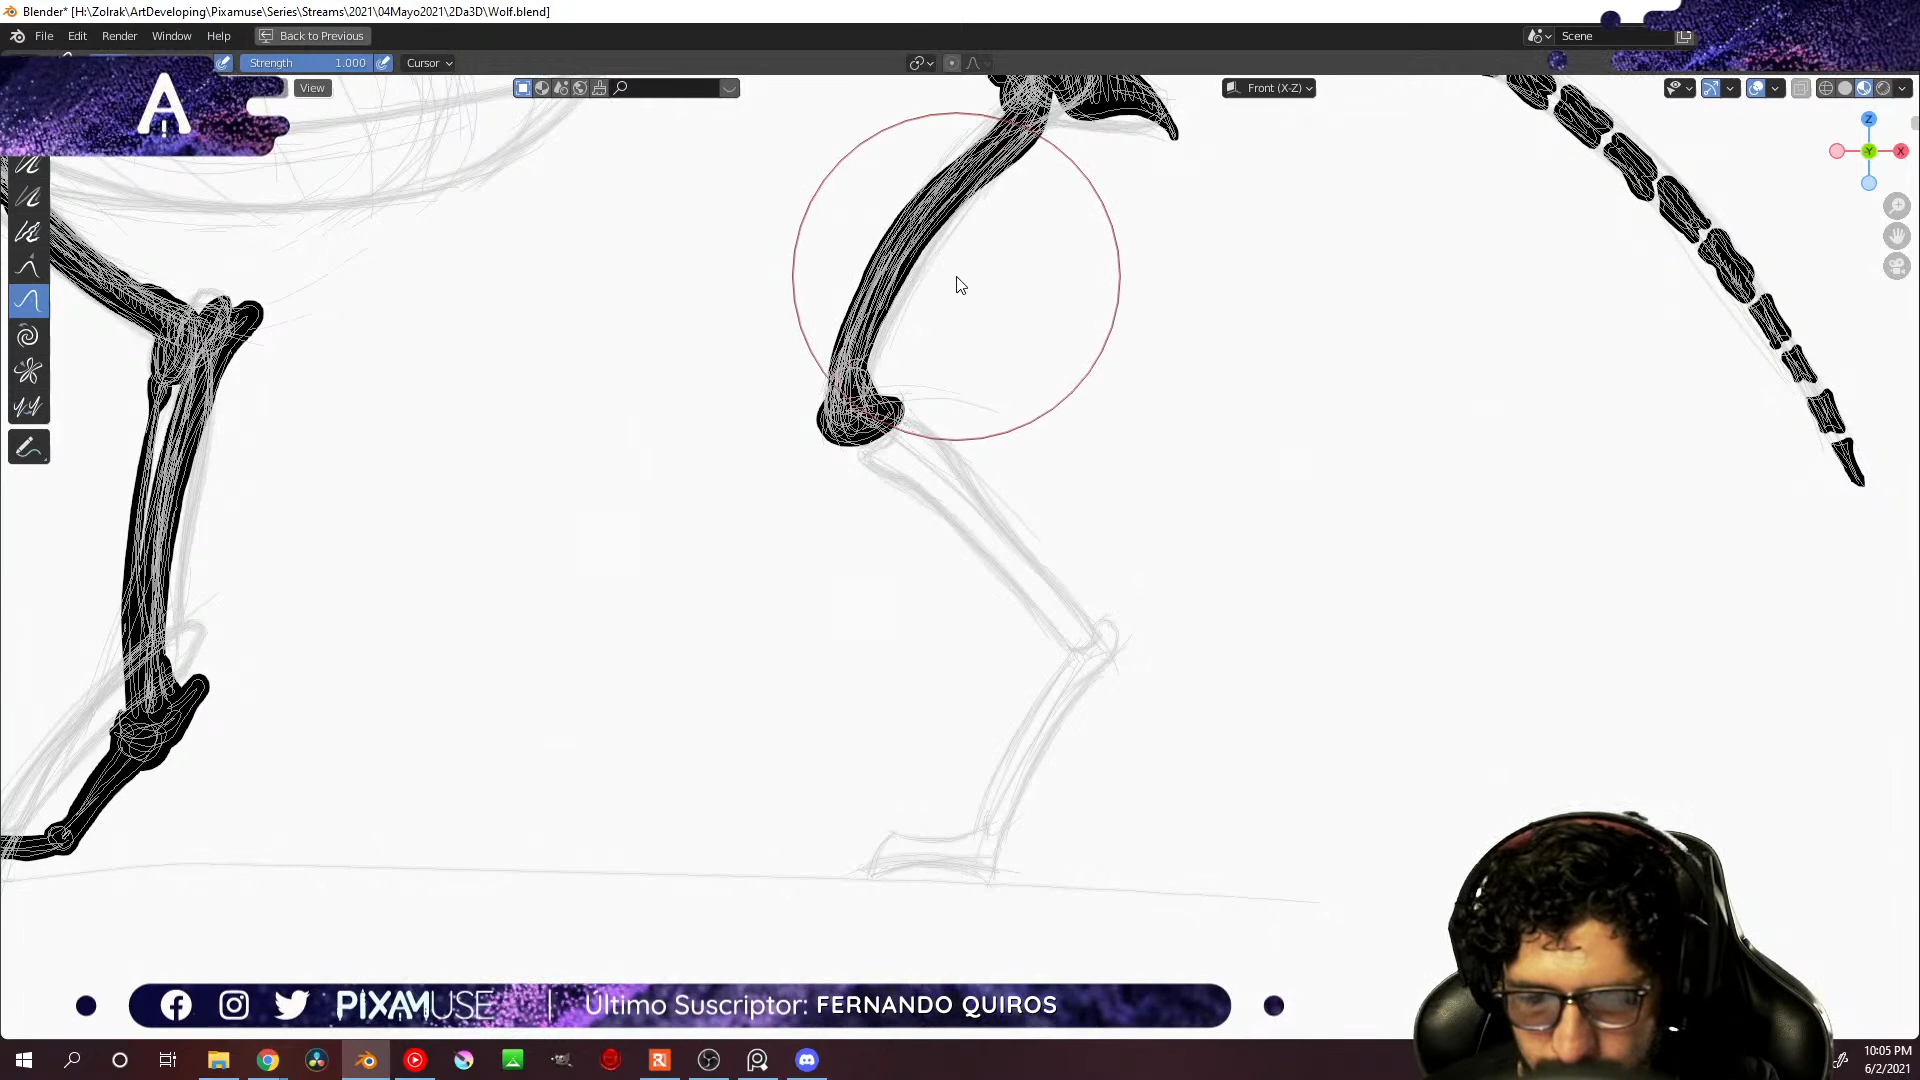 Blender* [H:\Zolrak\ArtDeveloping\Pixamuse\Series\Streams\2021\04Mayo2021\2Da3D\Wolf.blend]
File Edit Render Window Help Back to Previous Scene
Strength 1.000 Cursor
View Front (X-Z)
Z
Y X
PIXAMUSE | Último Suscriptor: FERNANDO QUIROS
10:05 PM
6/2/2021